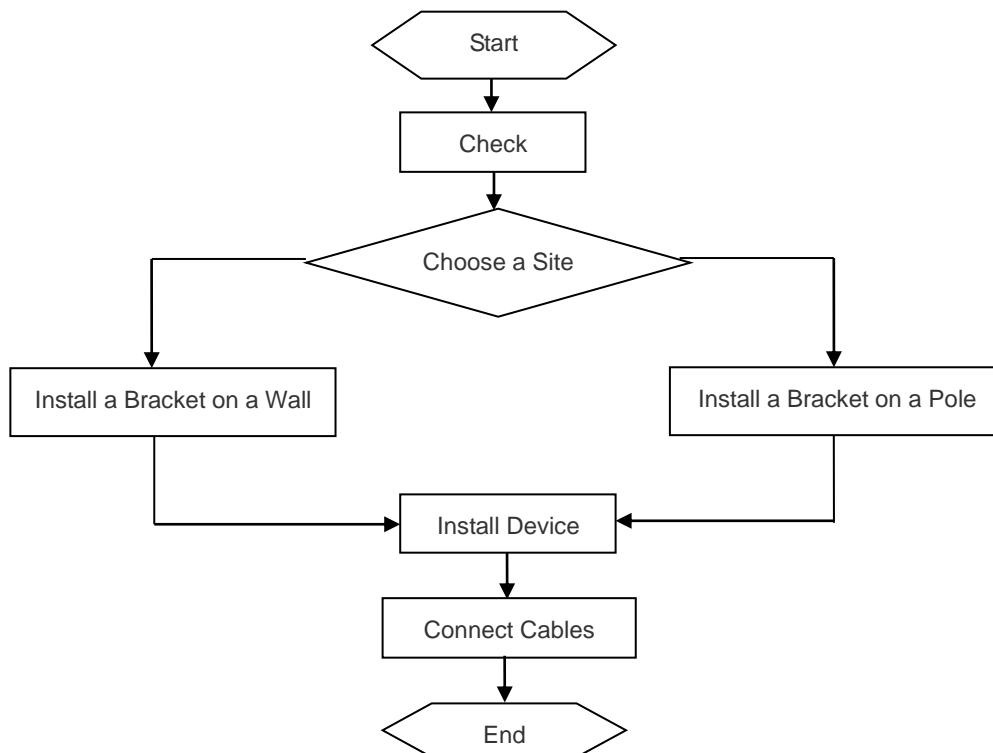 Start
Check
Choose a Site
Install a Bracket on a Wall
Install a Bracket on a Pole
Install Device
Connect Cables
End